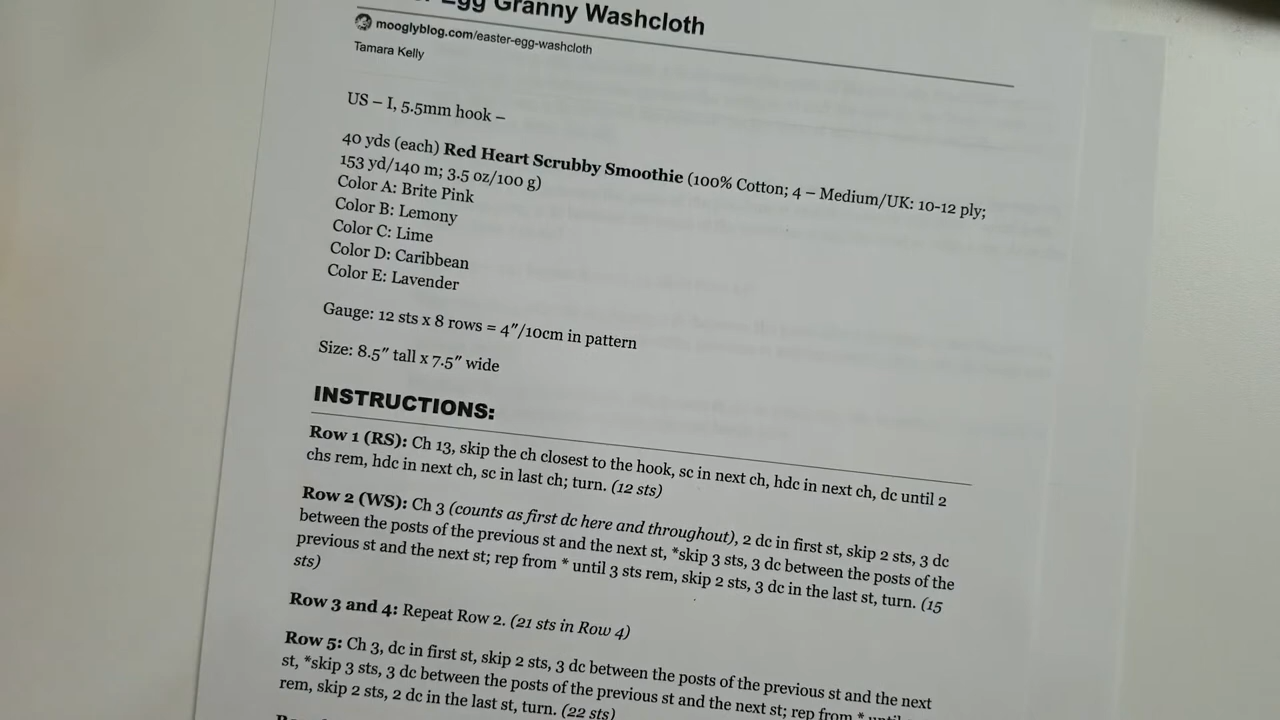 Egg Granny Washcloth
mooglyblog.com/easter-egg-washcloth
Tamara Kelly
US – I, 5.5mm hook –
40 yds (each) Red Heart Scrubby Smoothie (100% Cotton; 4 – Medium/UK: 10-12 ply;
153 yd/140 m; 3.5 oz/100 g)
Color A: Brite Pink
Color B: Lemony
Color C: Lime
Color D: Caribbean
Color E: Lavender
Gauge: 12 sts x 8 rows = 4″/10cm in pattern
Size: 8.5″ tall x 7.5″ wide
INSTRUCTIONS:
Row 1 (RS): Ch 13, skip the ch closest to the hook, sc in next ch, hdc in next ch, dc until 2
chs rem, hdc in next ch, sc in last ch; turn. (12 sts)
Row 2 (WS): Ch 3 (counts as first dc here and throughout), 2 dc in first st, skip 2 sts, 3 dc
between the posts of the previous st and the next st, *skip 3 sts, 3 dc between the posts of the
previous st and the next st; rep from * until 3 sts rem, skip 2 sts, 3 dc in the last st, turn. (15
sts)
Row 3 and 4: Repeat Row 2. (21 sts in Row 4)
Row 5: Ch 3, dc in first st, skip 2 sts, 3 dc between the posts of the previous st and the next
st, *skip 3 sts, 3 dc between the posts of the previous st and the next st; rep from * until
rem, skip 2 sts, 2 dc in the last st, turn. (22 sts)